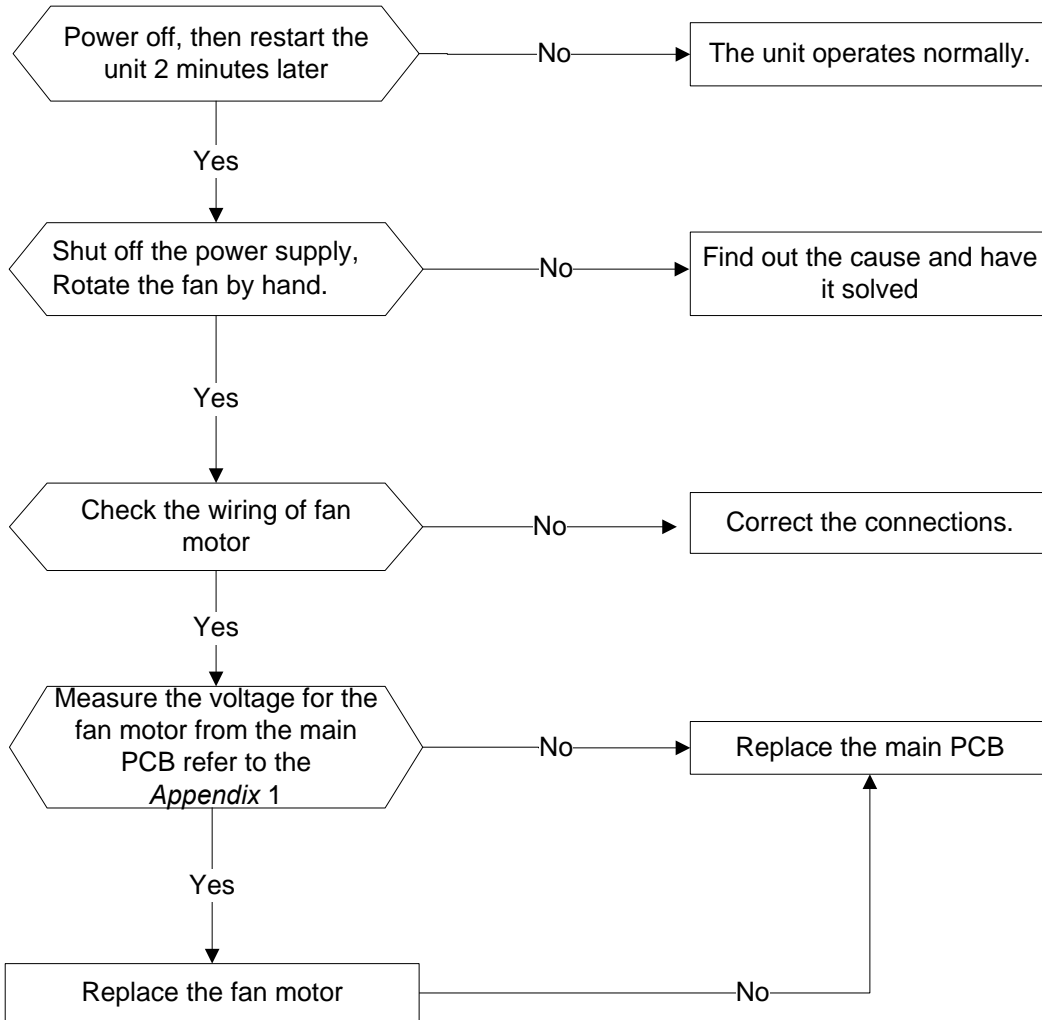 Power off, then restart the
unit 2 minutes later
No
The unit operates normally.
Yes
Shut off the power supply,
Rotate the fan by hand.
No
Find out the cause and have
it solved
Yes
Check the wiring of fan
motor
No
Correct the connections.
Yes
Measure the voltage for the
fan motor from the main
PCB refer to the
Appendix 1
No
Replace the main PCB
Yes
Replace the fan motor
No